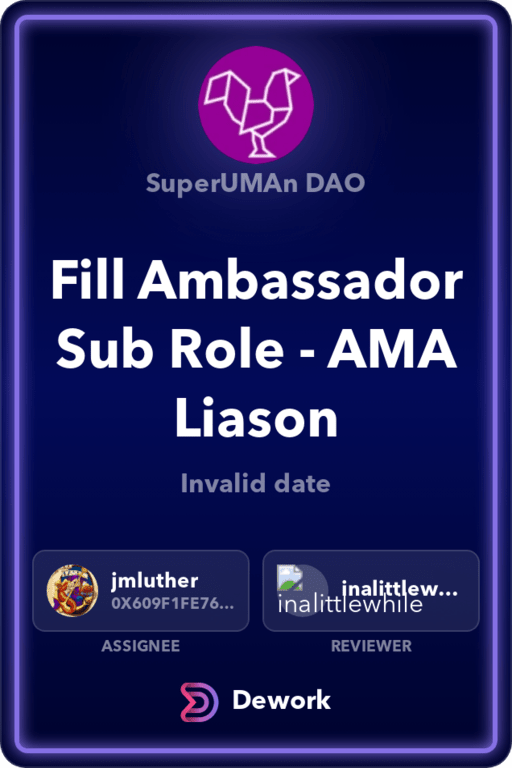 SuperUMAn DAO
Fill Ambassador
Sub Role - AMA
Liason
Invalid date
jmluther
0X609F1FE76...
inalittlew...
inalittlewhile
ASSIGNEE
REVIEWER
Dework